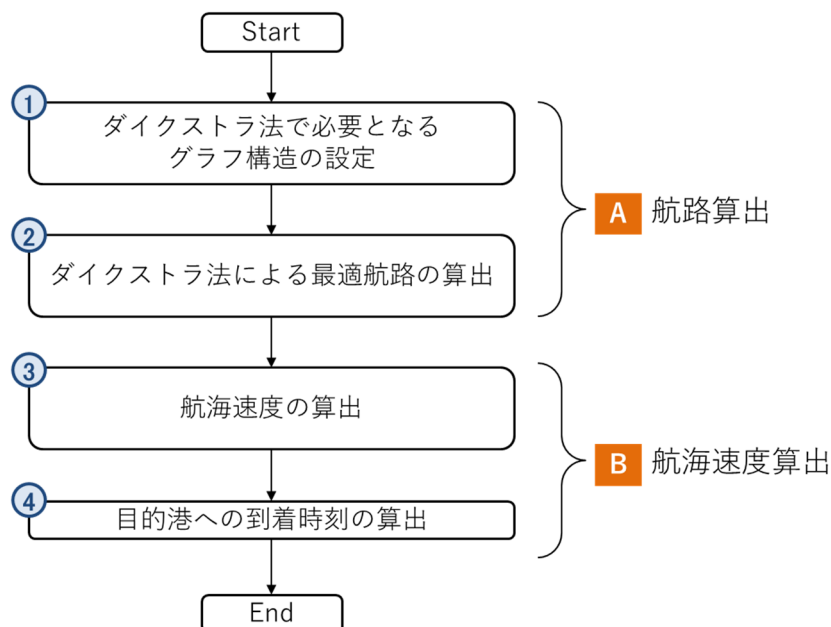 Start
1
ダイクストラ法で必要となる
グラフ構造の設定
2
ダイクストラ法による最適航路の算出
A 航路算出
3
航海速度の算出
4
目的港への到着時刻の算出
B 航海速度算出
End